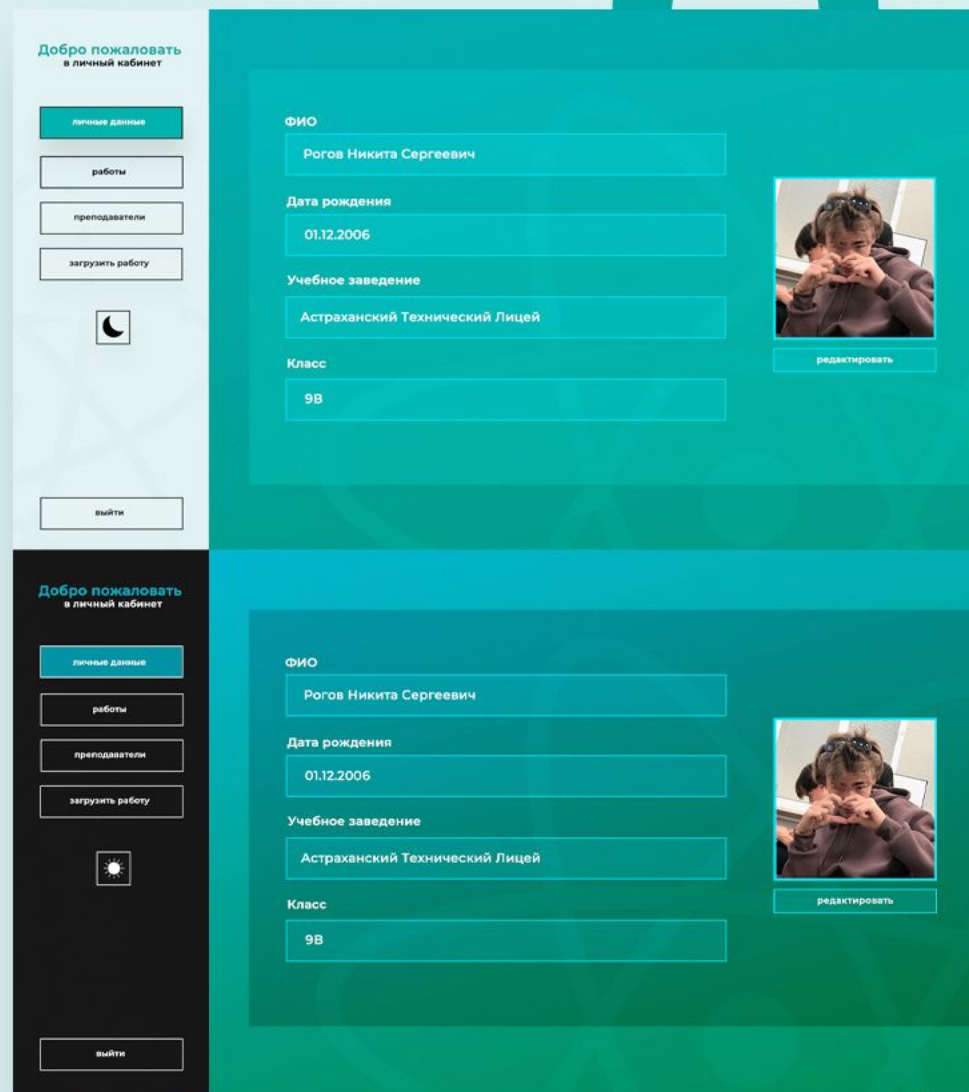 Добро пожаловать
в личный кабинет
личные данные
работы
преподаватели
загрузить работу
выйти
ФИО
Рогов Никита Сергеевич
Дата рождения
01.12.2006
Учебное заведение
Астраханский Технический Лицей
Класс
9В
редактировать
Добро пожаловать
в личный кабинет
личные данные
работы
преподаватели
загрузить работу
выйти
ФИО
Рогов Никита Сергеевич
Дата рождения
01.12.2006
Учебное заведение
Астраханский Технический Лицей
Класс
9В
редактировать